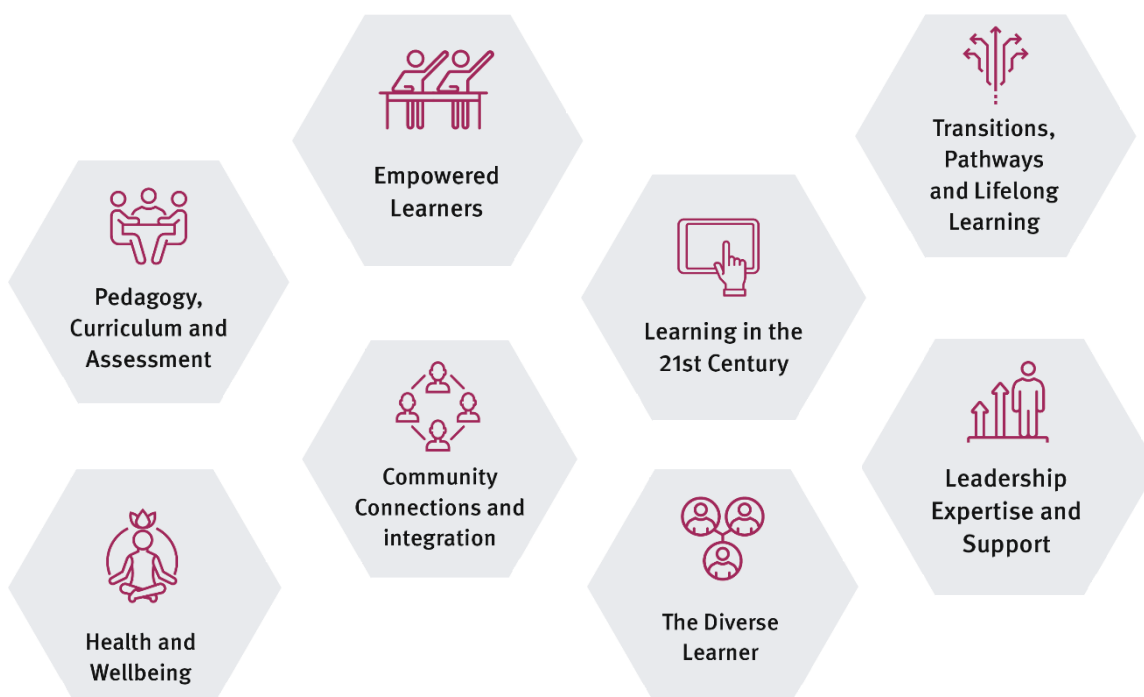 Empowered
Learners
Transitions,
Pathways
and Lifelong
Learning
Pedagogy,
Curriculum and
Assessment
Learning in the
21st Century
Community
Connections and
integration
Leadership
Expertise and
Support
Health and
Wellbeing
The Diverse
Learner